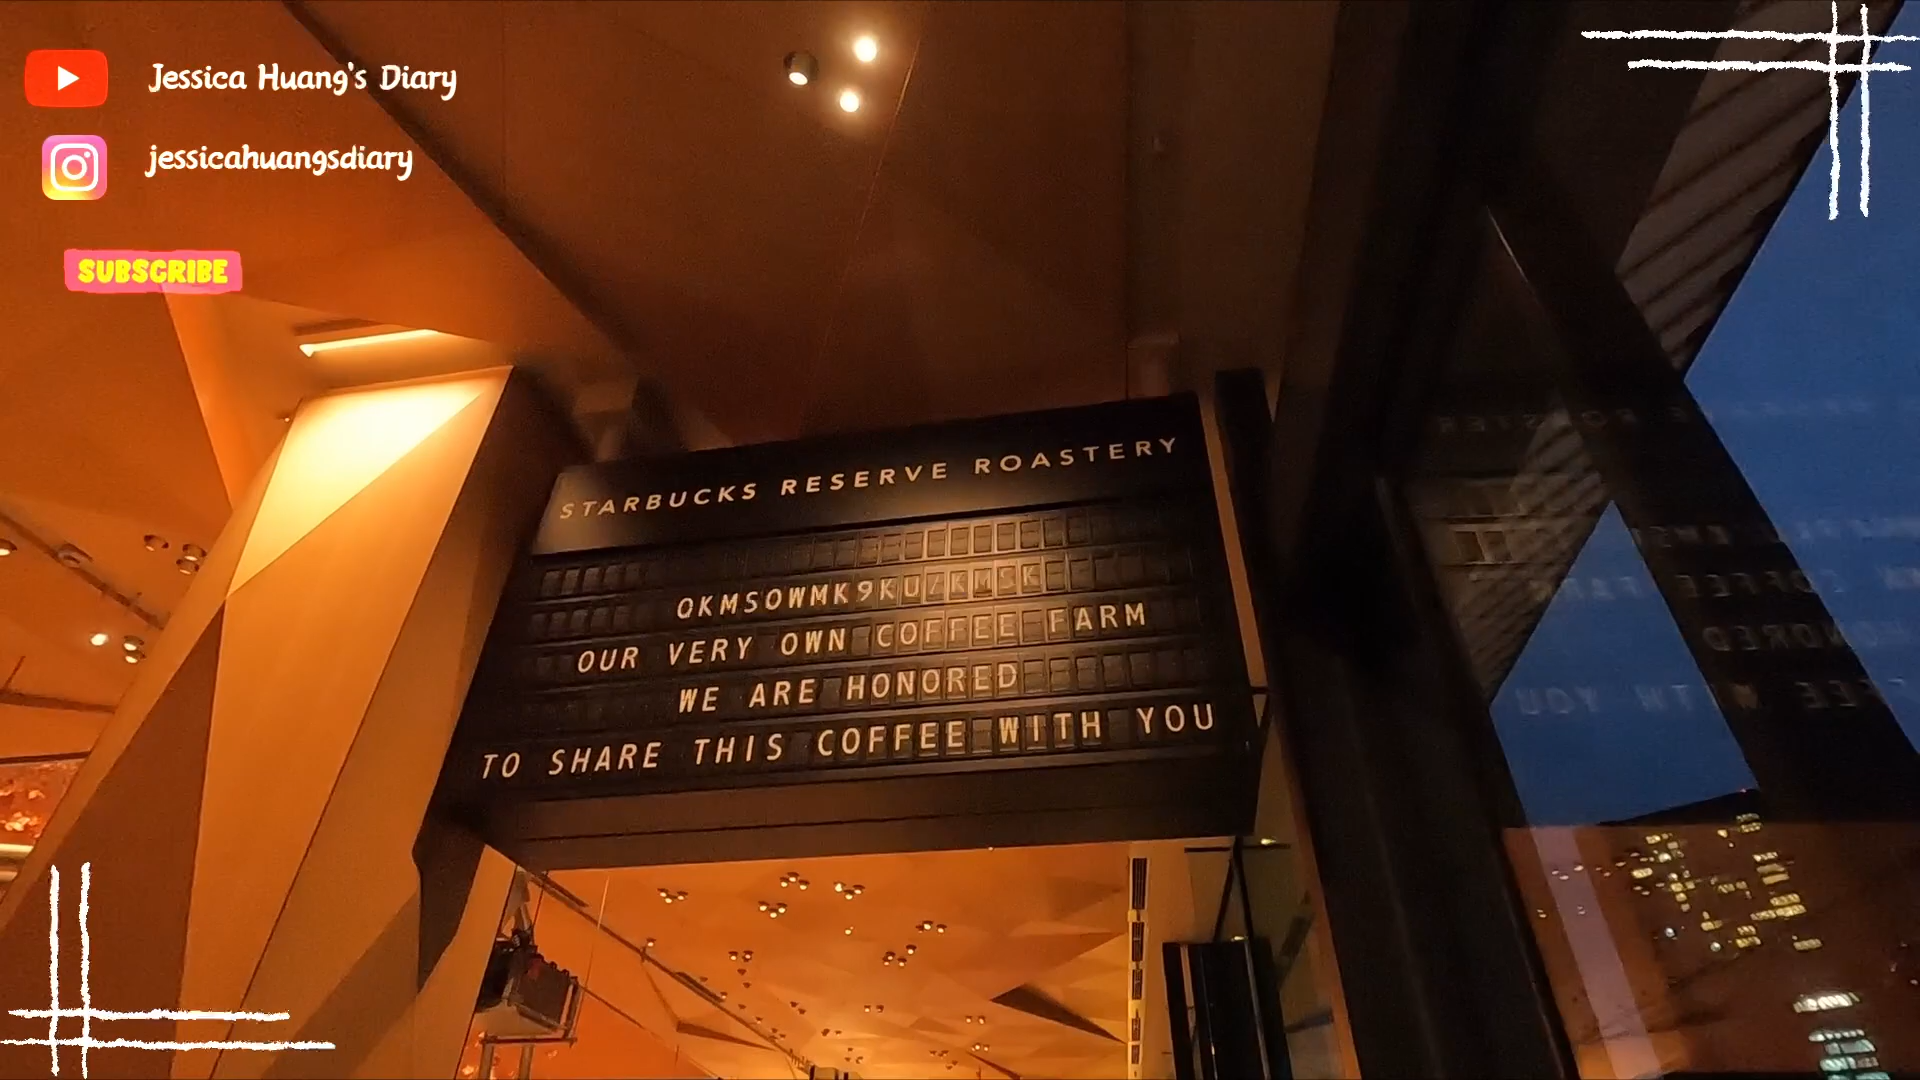 Jessica Huang's Diary
jessicahuangsdiary
SUBSCRIBE
STARBUCKS RESERVE ROASTERY
OUR VERY OWN COFFEE FARM
WE ARE HONORED
TO SHARE THIS COFFEE WITH YOU